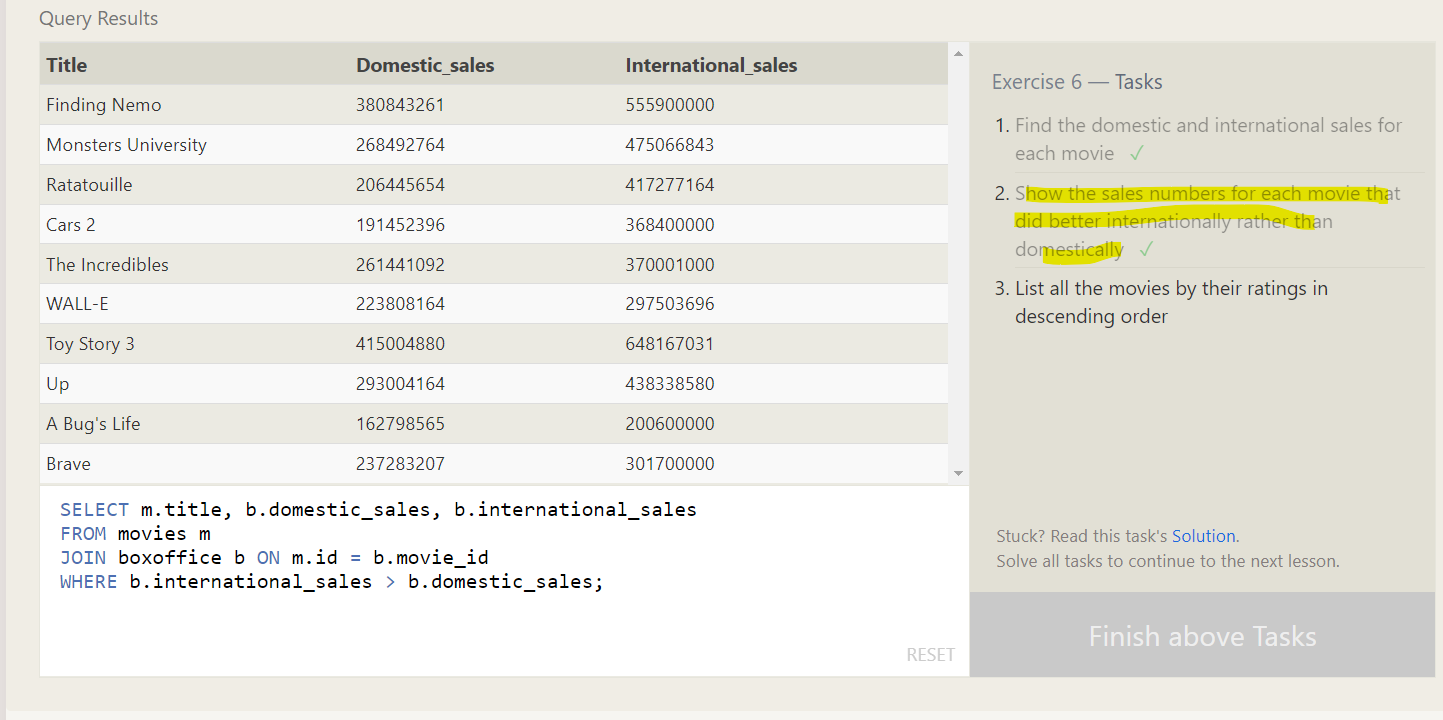 Query Results
Title Domestic_sales International_sales
Finding Nemo 380843261 555900000
Monsters University 268492764 475066843
Ratatouille 206445654 417277164
Cars 2 191452396 368400000
The Incredibles 261441092 370001000
WALL-E 223808164 297503696
Toy Story 3 415004880 648167031
Up 293004164 438338580
A Bug's Life 162798565 200600000
Brave 237283207 301700000
SELECT m.title, b.domestic_sales, b.international_sales
FROM movies m
JOIN boxoffice b ON m.id = b.movie_id
WHERE b.international_sales > b.domestic_sales;
RESET
Exercise 6 — Tasks
1. Find the domestic and international sales for
each movie ✓
2. Show the sales numbers for each movie that
did better internationally rather than
domestically ✓
3. List all the movies by their ratings in
descending order
Stuck? Read this task's Solution.
Solve all tasks to continue to the next lesson.
Finish above Tasks